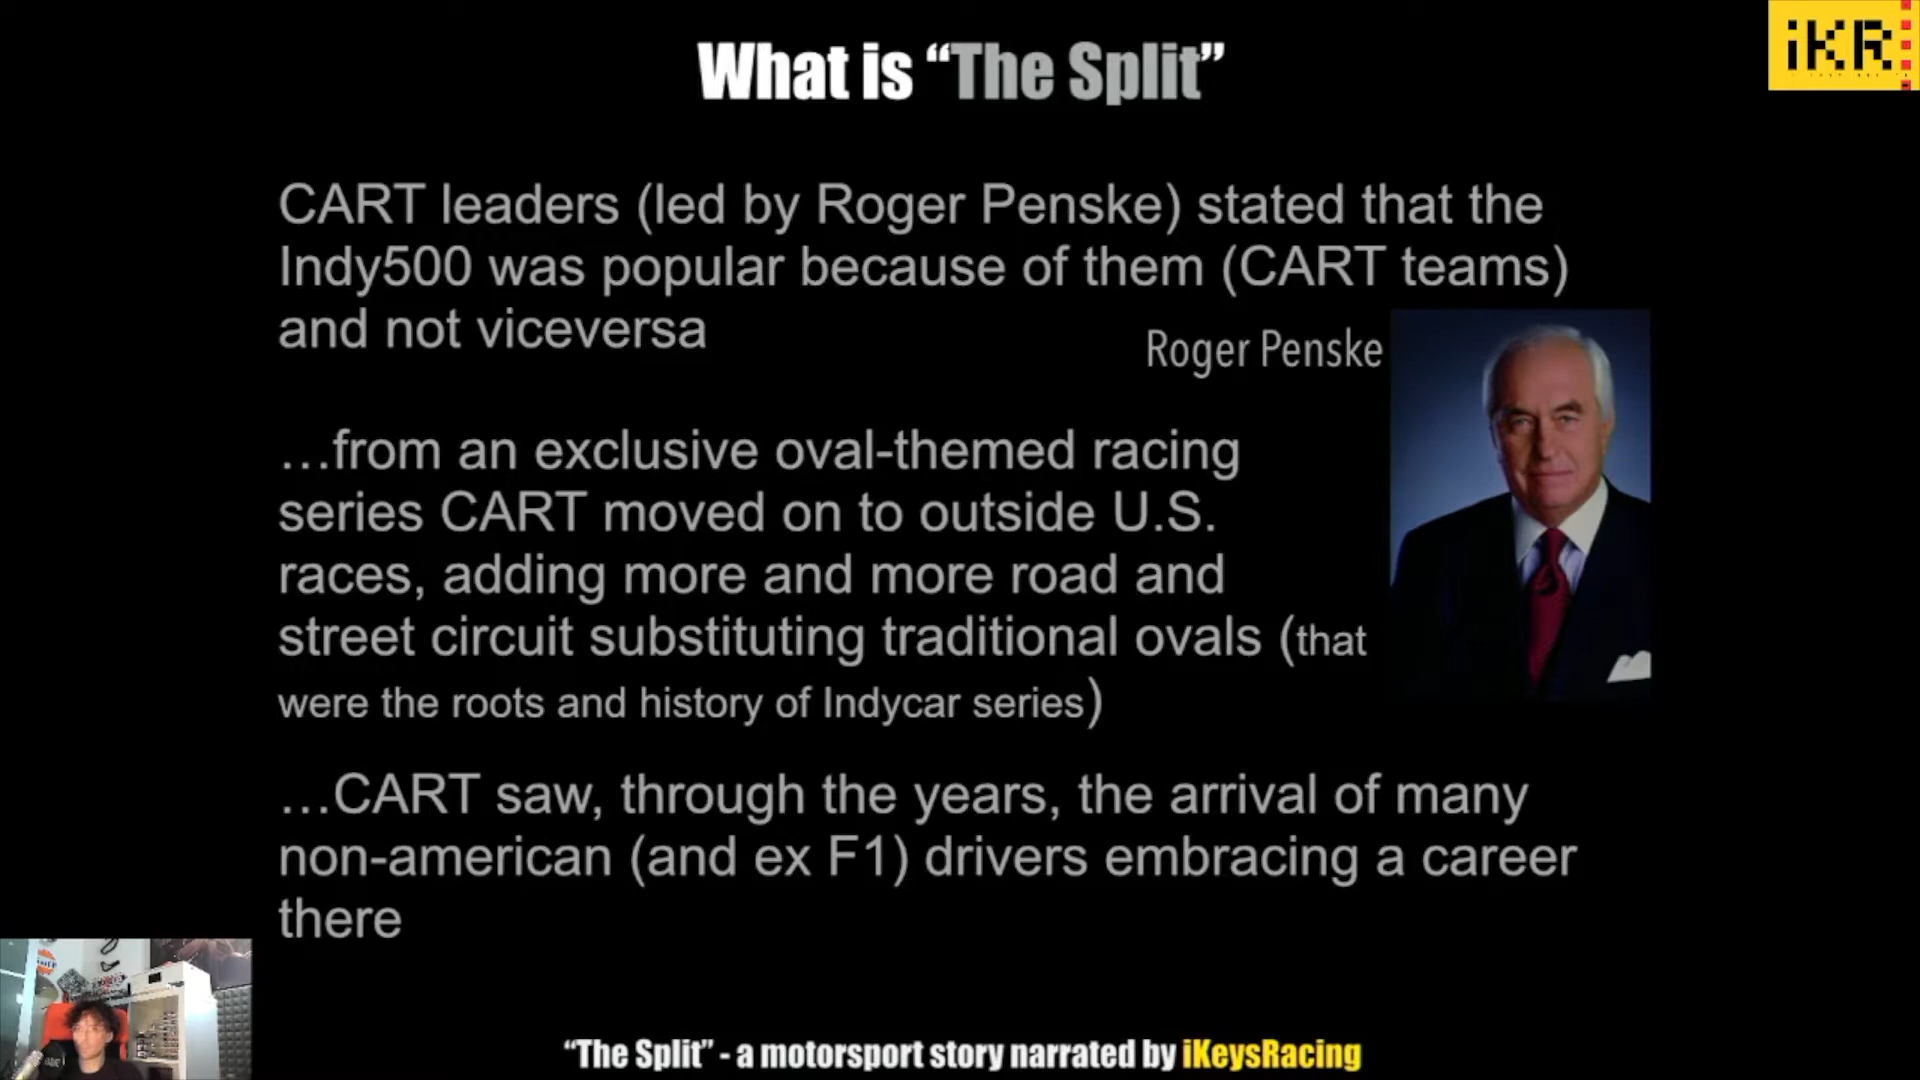 What is “The Split”
iKR
CART leaders (led by Roger Penske) stated that the
Indy500 was popular because of them (CART teams)
and not viceversa
Roger Penske
…from an exclusive oval-themed racing
series CART moved on to outside U.S.
races, adding more and more road and
street circuit substituting traditional ovals (that
were the roots and history of Indycar series)
…CART saw, through the years, the arrival of many
non-american (and ex F1) drivers embracing a career
there
“The Split” - a motorsport story narrated by iKeysRacing